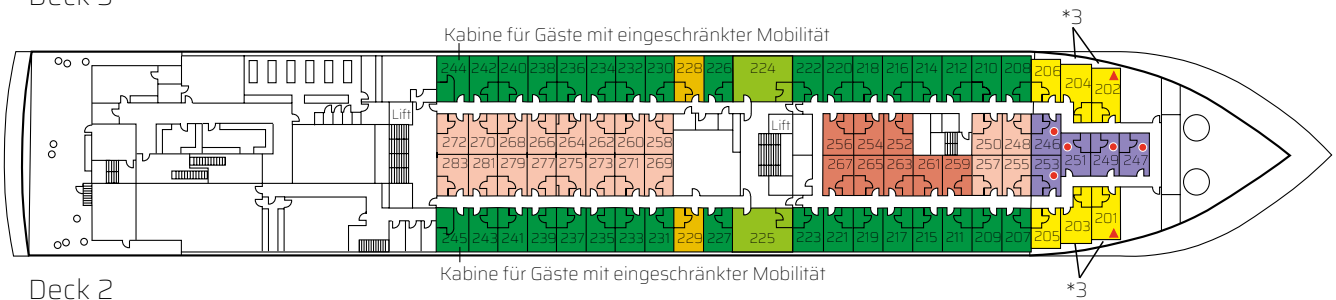 Deck 3
*3
Kabine für Gäste mit eingeschränkter Mobilität
244 242 240 238 236 234 232 230 228 226 224 222 220 218 216 214 212 210 208 206 204 202
Lift Lift
272 270 268 266 264 262 260 258 256 254 252 250 248 246
251 249 247
283 281 279 277 275 273 271 269 267 265 263 261 259 257 255 253
245 243 241 239 237 235 233 231 229 227 225 223 221 219 217 215 211 209 207 205 203 201
Kabine für Gäste mit eingeschränkter Mobilität
*3
Deck 2